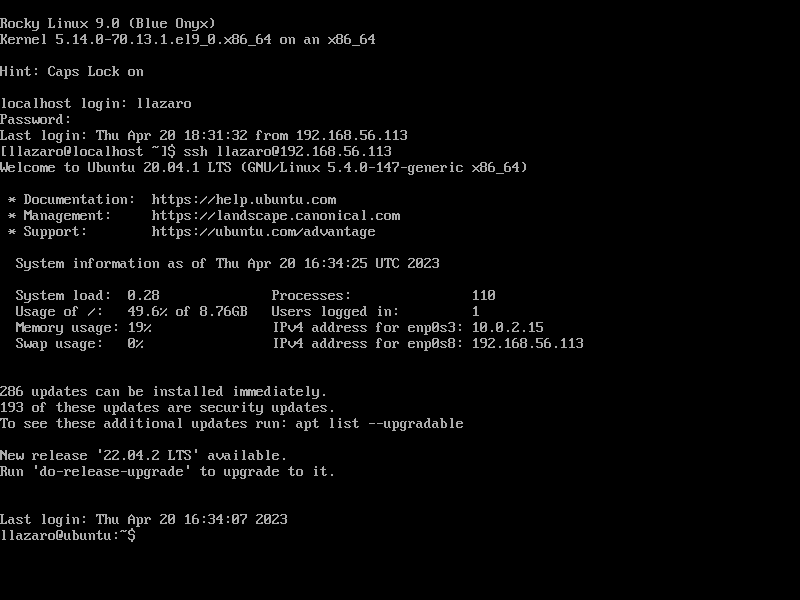 Rocky Linux 9.0 (Blue Onyx)
Kernel 5.14.0-70.13.1.el9_0.x86_64 on an x86_64
Hint: Caps Lock on
localhost login: llazaro
Password:
Last login: Thu Apr 20 18:31:32 from 192.168.56.113
[llazaro@localhost ~]$ ssh llazaro@192.168.56.113
Welcome to Ubuntu 20.04.1 LTS (GNU/Linux 5.4.0-147-generic x86_64)
 * Documentation:  https://help.ubuntu.com
 * Management:     https://landscape.canonical.com
 * Support:        https://ubuntu.com/advantage
  System information as of Thu Apr 20 16:34:25 UTC 2023
  System load:  0.28              Processes:               110
  Usage of /:   49.6% of 8.76GB   Users logged in:         1
  Memory usage: 19%               IPv4 address for enp0s3: 10.0.2.15
  Swap usage:   0%                IPv4 address for enp0s8: 192.168.56.113
286 updates can be installed immediately.
193 of these updates are security updates.
To see these additional updates run: apt list --upgradable
New release '22.04.2 LTS' available.
Run 'do-release-upgrade' to upgrade to it.
Last login: Thu Apr 20 16:34:07 2023
llazaro@ubuntu:~$